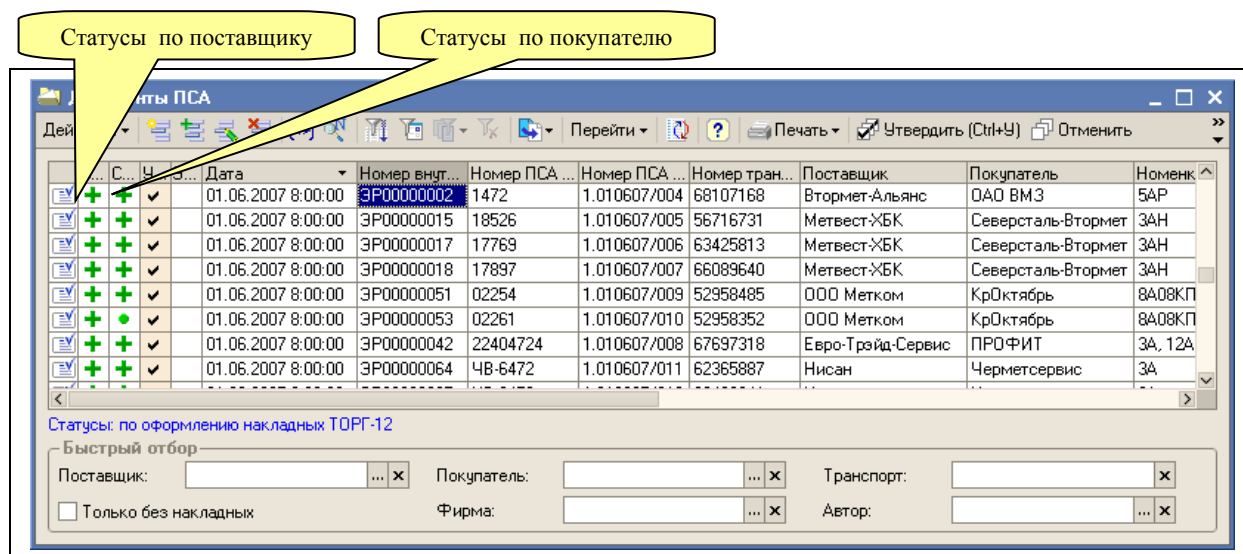 Статусы по поставщику Статусы по покупателю
нты ПСА
Дей Перейти Печать Утвердить (Ctrl+У) Отменить
... С... У... Э... Дата Номер внут... Номер ПСА ... Номер ПСА ... Номер тран... Поставщик Покупатель Номенк
01.06.2007 8:00:00 ЭР00000002 1472 1.010607/004 68107168 Втормет-Альянс ОАО ВМЗ 5АР
01.06.2007 8:00:00 ЭР00000015 18526 1.010607/005 56716731 Метвест-ХБК Северсталь-Втормет 3АН
01.06.2007 8:00:00 ЭР00000017 17769 1.010607/006 63425813 Метвест-ХБК Северсталь-Втормет 3АН
01.06.2007 8:00:00 ЭР00000018 17897 1.010607/007 66089640 Метвест-ХБК Северсталь-Втормет 3АН
01.06.2007 8:00:00 ЭР00000051 02254 1.010607/009 52958485 ООО Метком КрОктябрь 8А08КП
01.06.2007 8:00:00 ЭР00000053 02261 1.010607/010 52958352 ООО Метком КрОктябрь 8А08КП
01.06.2007 8:00:00 ЭР00000042 22404724 1.010607/008 67697318 Евро-Трэйд-Сервис ПРОФИТ 3А, 12А
01.06.2007 8:00:00 ЭР00000064 ЧВ-6472 1.010607/011 62365887 Нисан Черметсервис 3А
Статусы: по оформлению накладных ТОРГ-12
Быстрый отбор
Поставщик: ... x Покупатель: ... x Транспорт: x
Только без накладных Фирма: ... x Автор: ... x